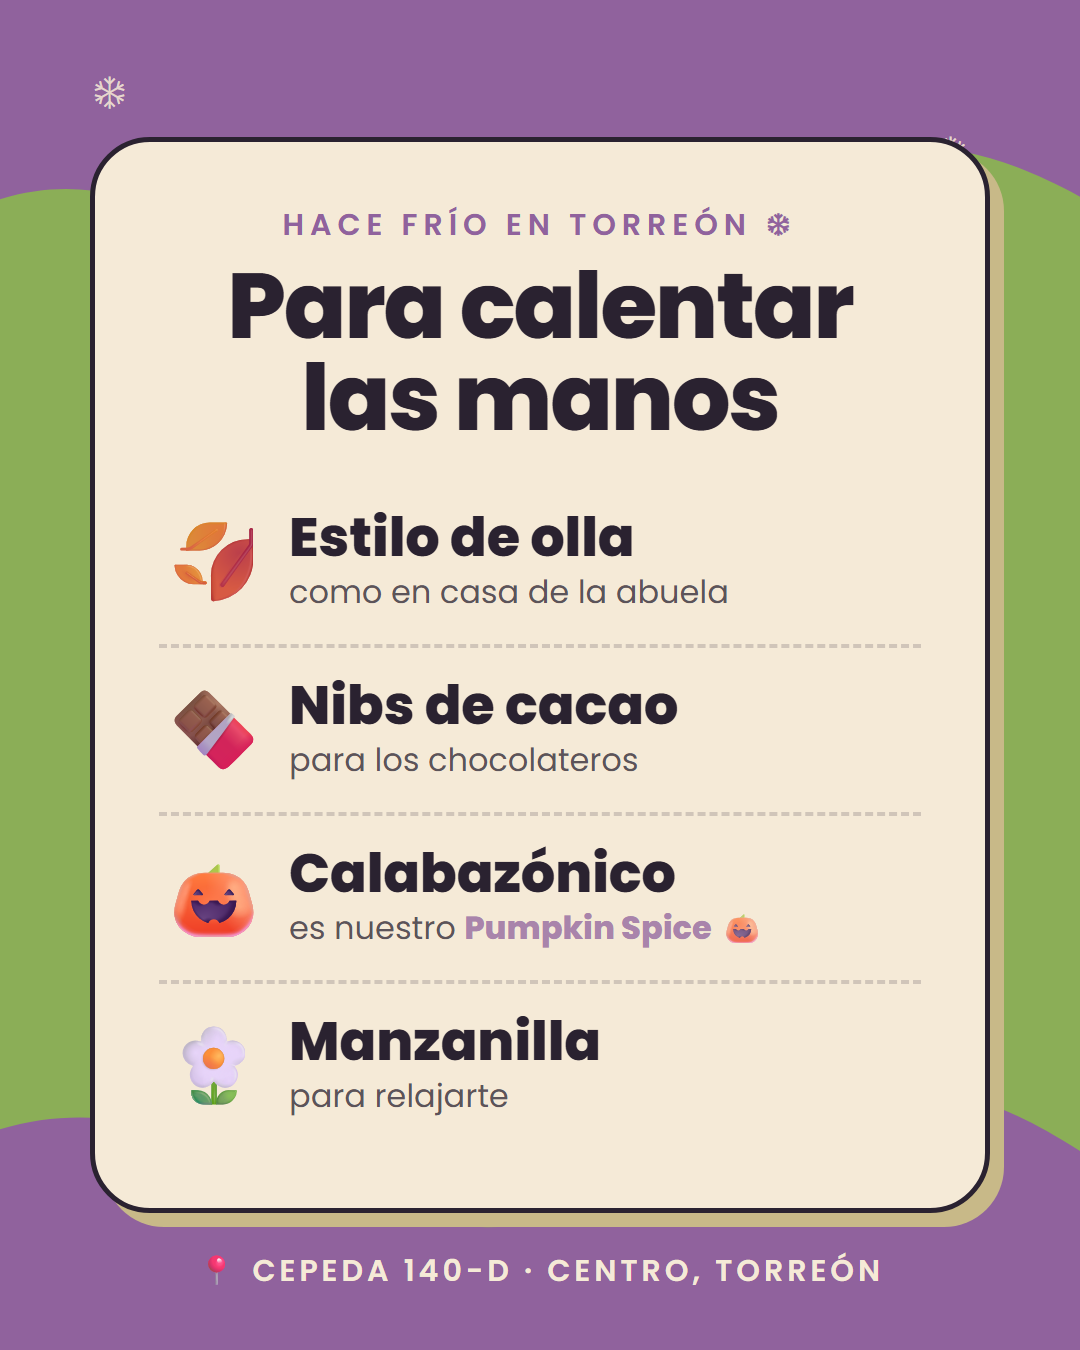 HACE FRÍO EN TORREÓN ❄
Para calentar
las manos
Estilo de olla
como en casa de la abuela
Nibs de cacao
para los chocolateros
Calabazónico
es nuestro Pumpkin Spice 🎃
Manzanilla
para relajarte
📍 CEPEDA 140-D · CENTRO, TORREÓN